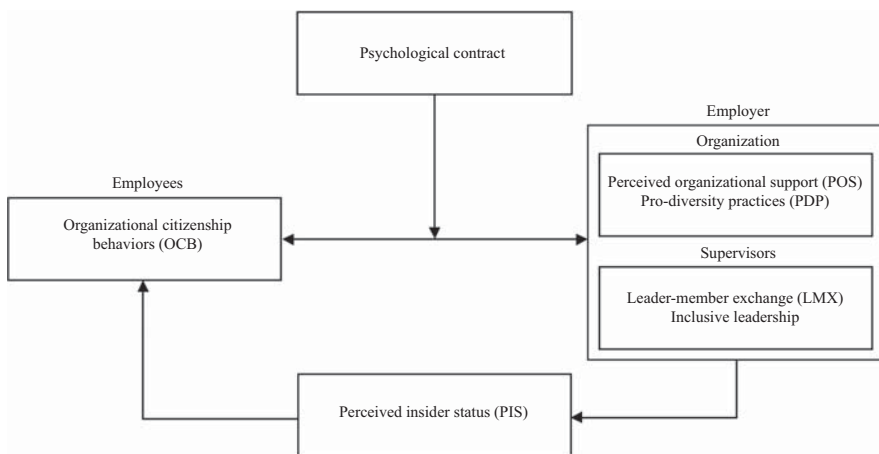 Psychological contract
Employer
Organization
Perceived organizational support (POS)
Pro-diversity practices (PDP)
Employees
Organizational citizenship
behaviors (OCB)
Supervisors
Leader-member exchange (LMX)
Inclusive leadership
Perceived insider status (PIS)